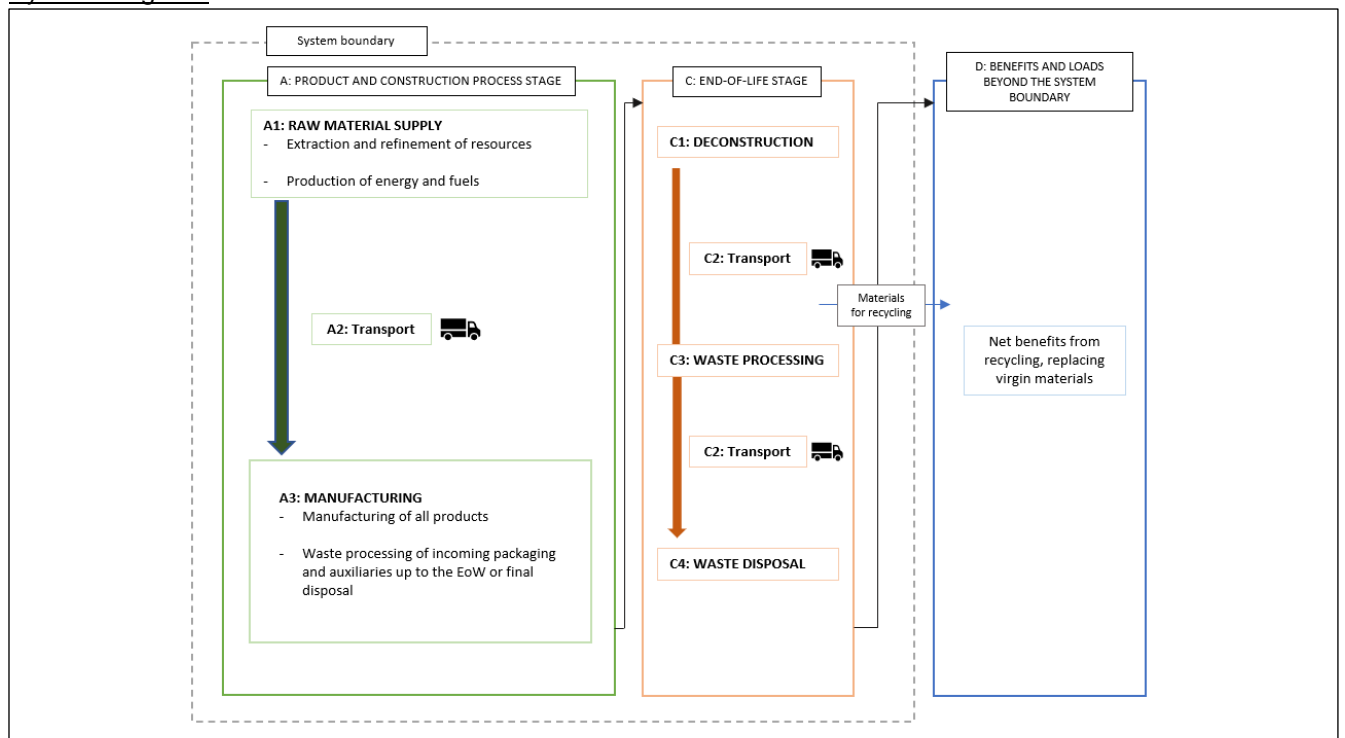 System boundary
A: PRODUCT AND CONSTRUCTION PROCESS STAGE
A1: RAW MATERIAL SUPPLY
- Extraction and refinement of resources
- Production of energy and fuels
A2: Transport
A3: MANUFACTURING
- Manufacturing of all products
- Waste processing of incoming packaging
and auxiliaries up to the EoW or final
disposal
C: END-OF-LIFE STAGE
C1: DECONSTRUCTION
C2: Transport
C3: WASTE PROCESSING
C2: Transport
C4: WASTE DISPOSAL
Materials
for recycling
D: BENEFITS AND LOADS
BEYOND THE SYSTEM
BOUNDARY
Net benefits from
recycling, replacing
virgin materials